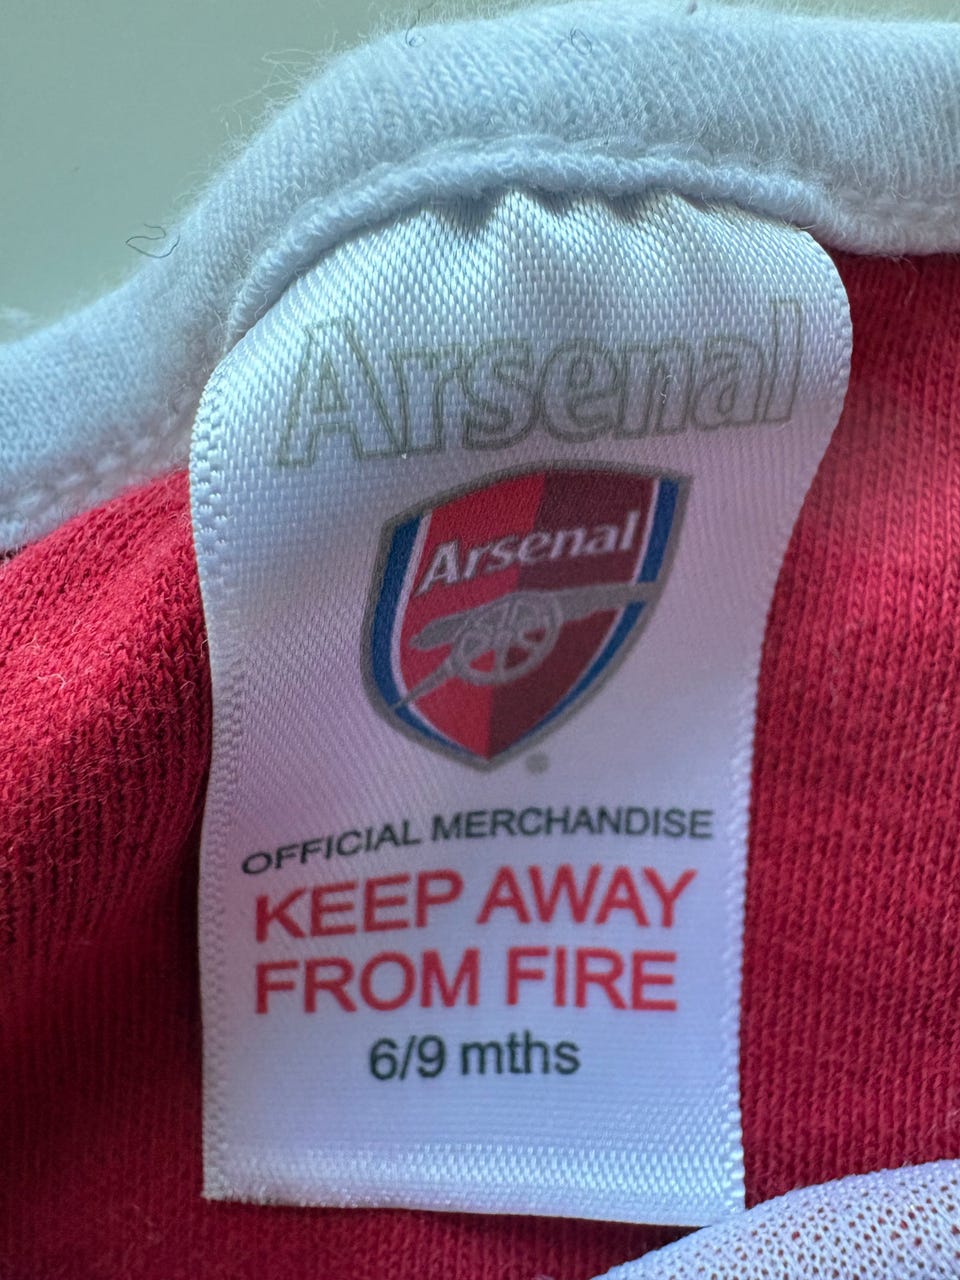 Arsenal
Arsenal
OFFICIAL MERCHANDISE
KEEP AWAY
FROM FIRE
6/9 mths